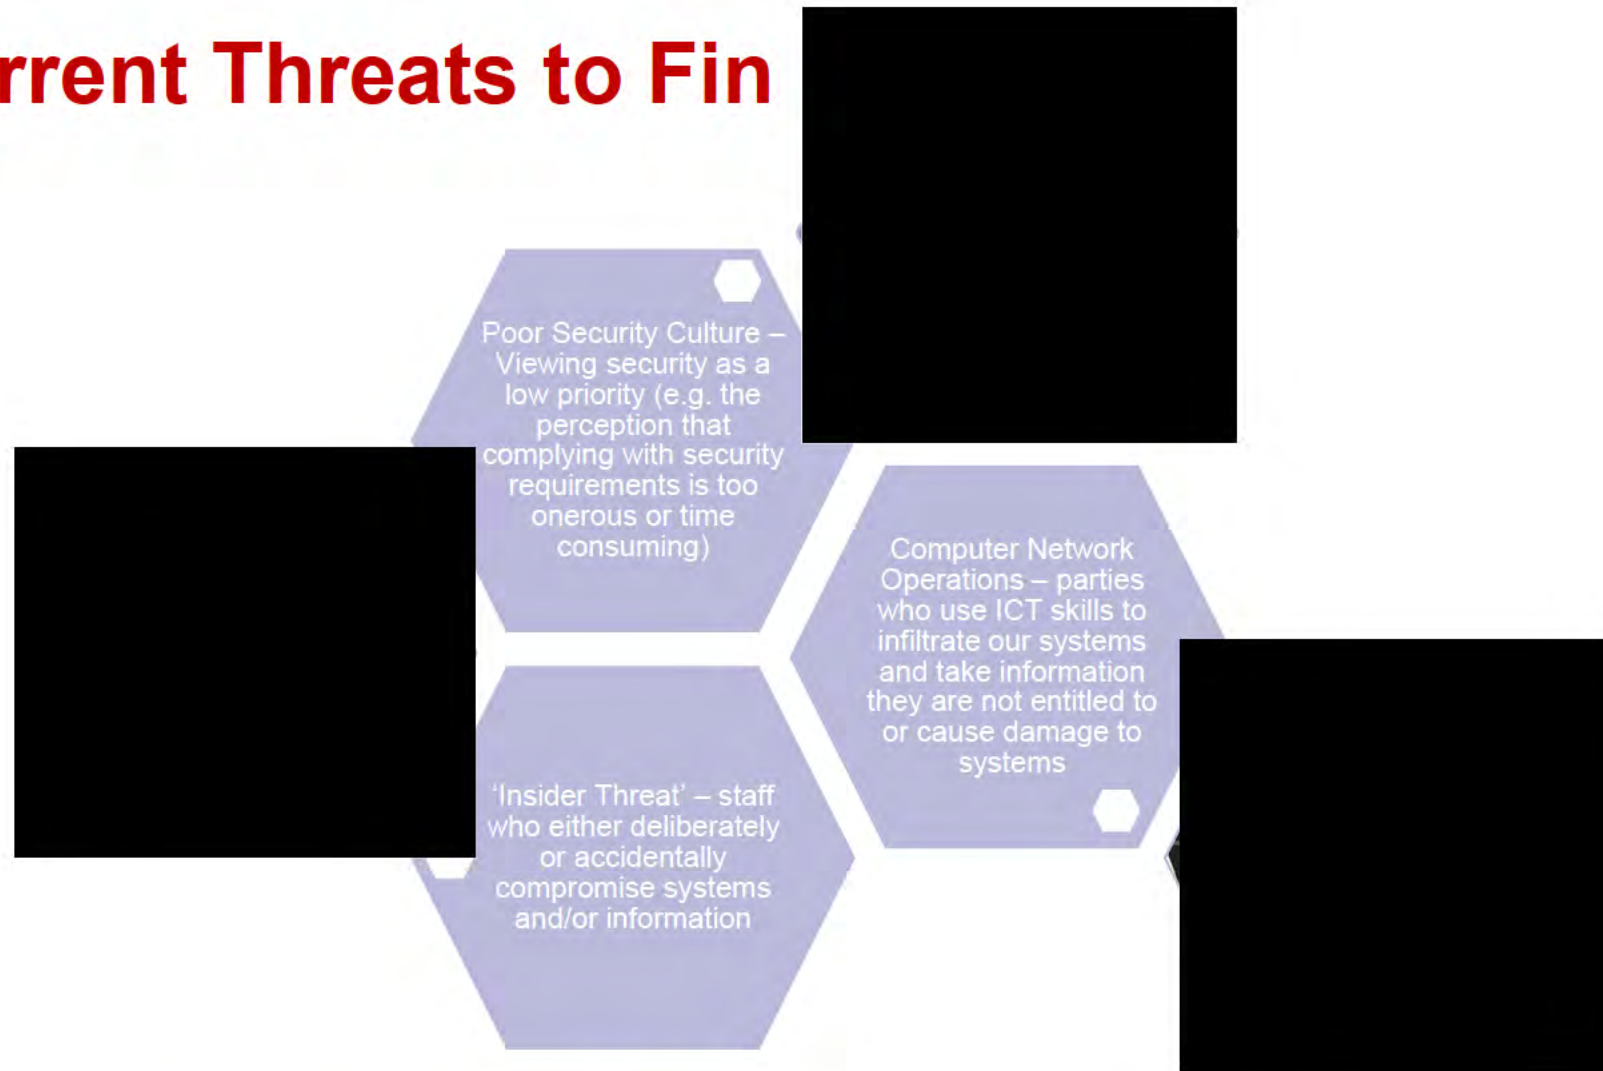 rrent Threats to Fin
Poor Security Culture –
Viewing security as a
low priority (e.g. the
perception that
complying with security
requirements is too
onerous or time
consuming)
Computer Network
Operations – parties
who use ICT skills to
infiltrate our systems
and take information
they are not entitled to
or cause damage to
systems
‘Insider Threat’ – staff
who either deliberately
or accidentally
compromise systems
and/or information